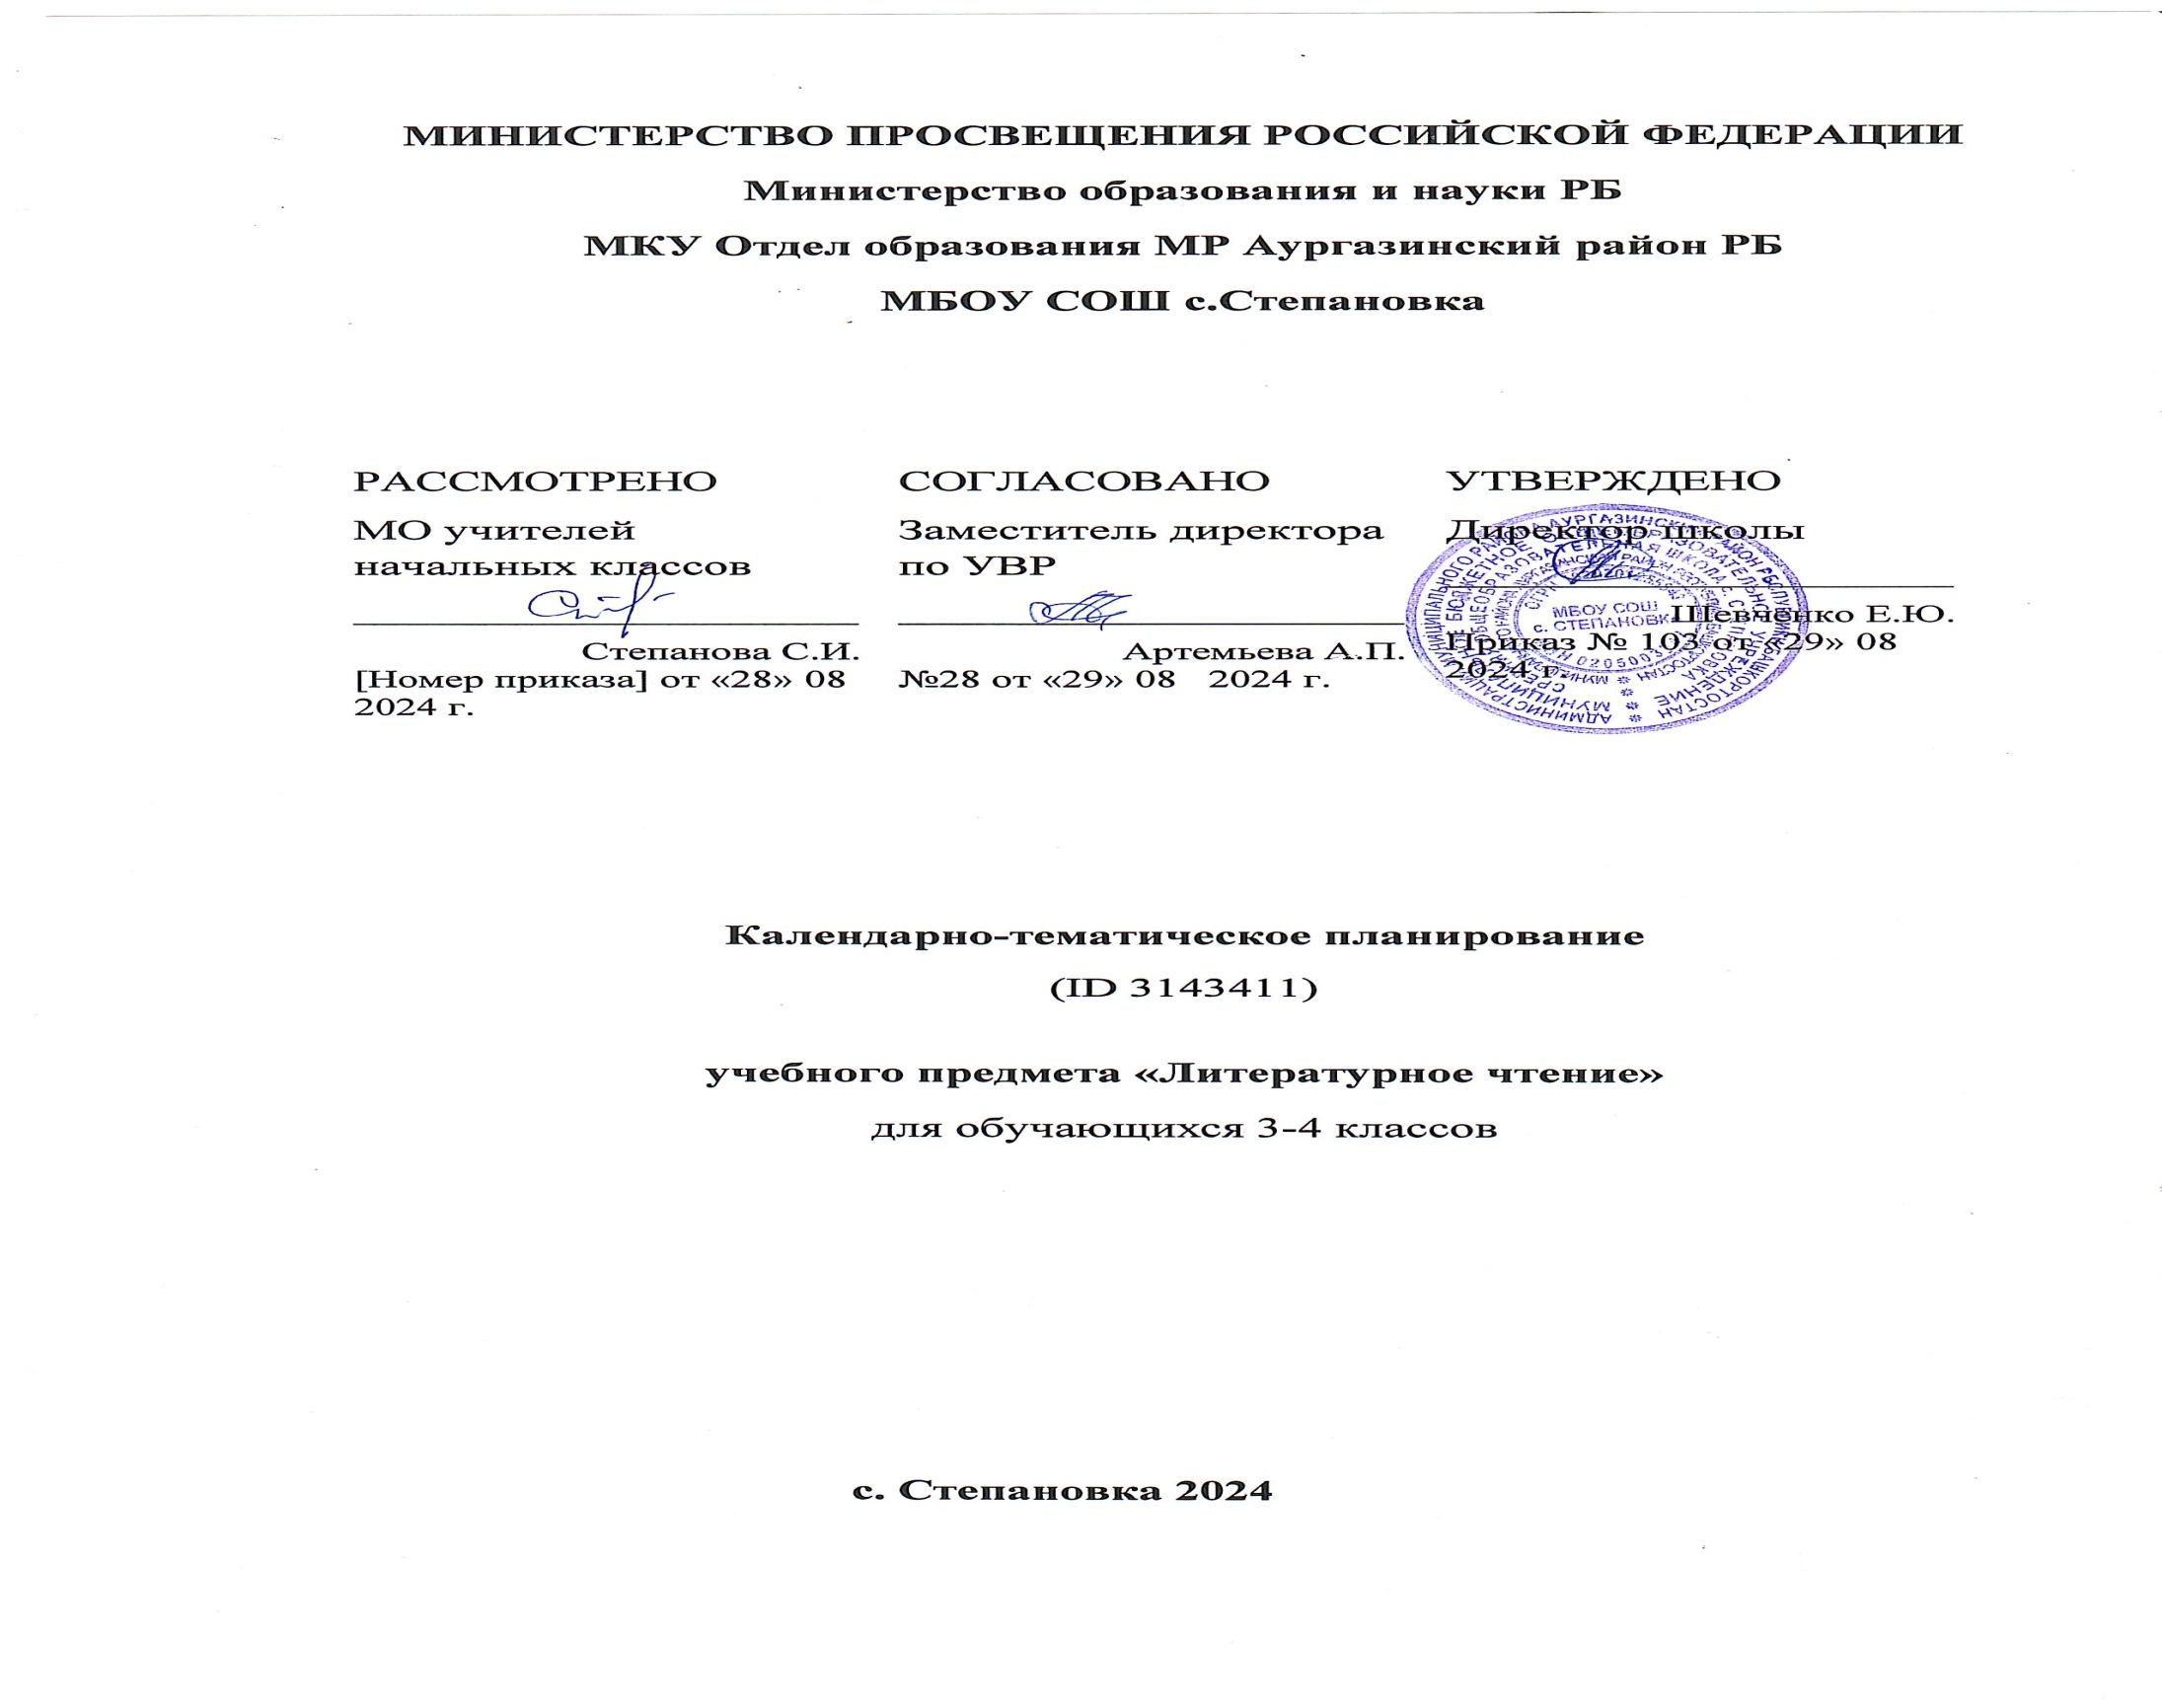 МИНИСТЕРСТВО ПРОСВЕЩЕНИЯ РОССИЙСКОЙ ФЕДЕРАЦИИ
Министерство образования и науки РБ
МКУ Отдел образования МР Аургазинский район РБ
МБОУ СОШ с.Степановка
РАССМОТРЕНО
МО учителей
начальных классов
Степанова С.И.
[Номер приказа] от «28» 08
2024 г.
СОГЛАСОВАНО
Заместитель директора
по УВР
Артемьева А.П.
№28 от «29» 08 2024 г.
УТВЕРЖДЕНО
Директор школы
Шевченко Е.Ю.
Приказ № 103 от «29» 08
2024 г.
МБОУ СОШ
с. СТЕПАНОВКА
Календарно-тематическое планирование
(ID 3143411)
учебного предмета «Литературное чтение»
для обучающихся 3-4 классов
с. Степановка 2024